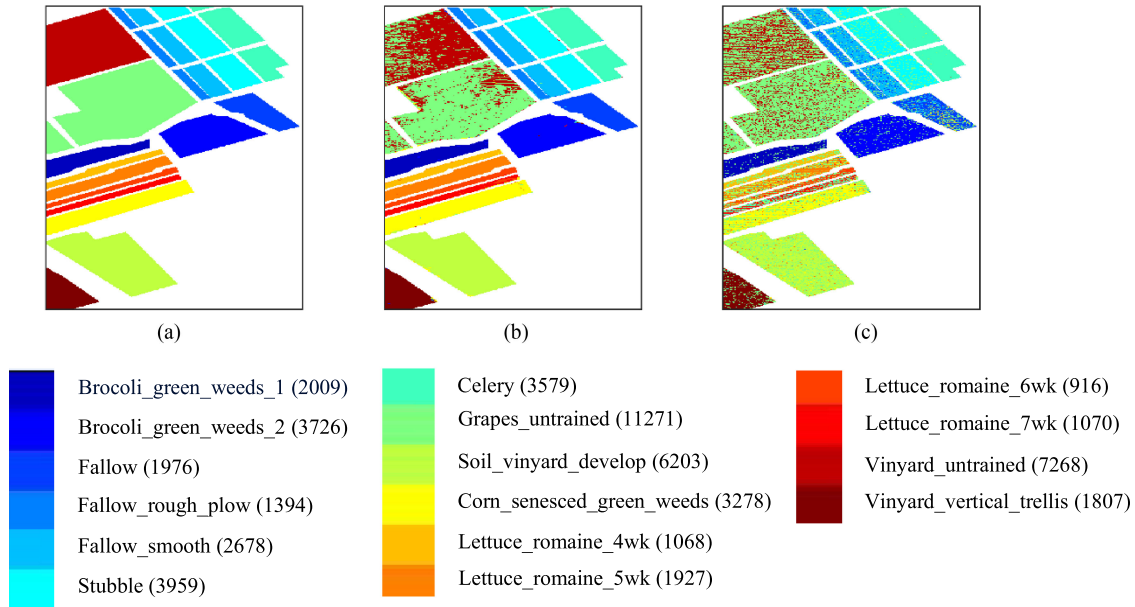 (a)
(b)
(c)
Brocoli_green_weeds_1 (2009)
Brocoli_green_weeds_2 (3726)
Fallow (1976)
Fallow_rough_plow (1394)
Fallow_smooth (2678)
Stubble (3959)
Celery (3579)
Grapes_untrained (11271)
Soil_vinyard_develop (6203)
Corn_senesced_green_weeds (3278)
Lettuce_romaine_4wk (1068)
Lettuce_romaine_5wk (1927)
Lettuce_romaine_6wk (916)
Lettuce_romaine_7wk (1070)
Vinyard_untrained (7268)
Vinyard_vertical_trellis (1807)